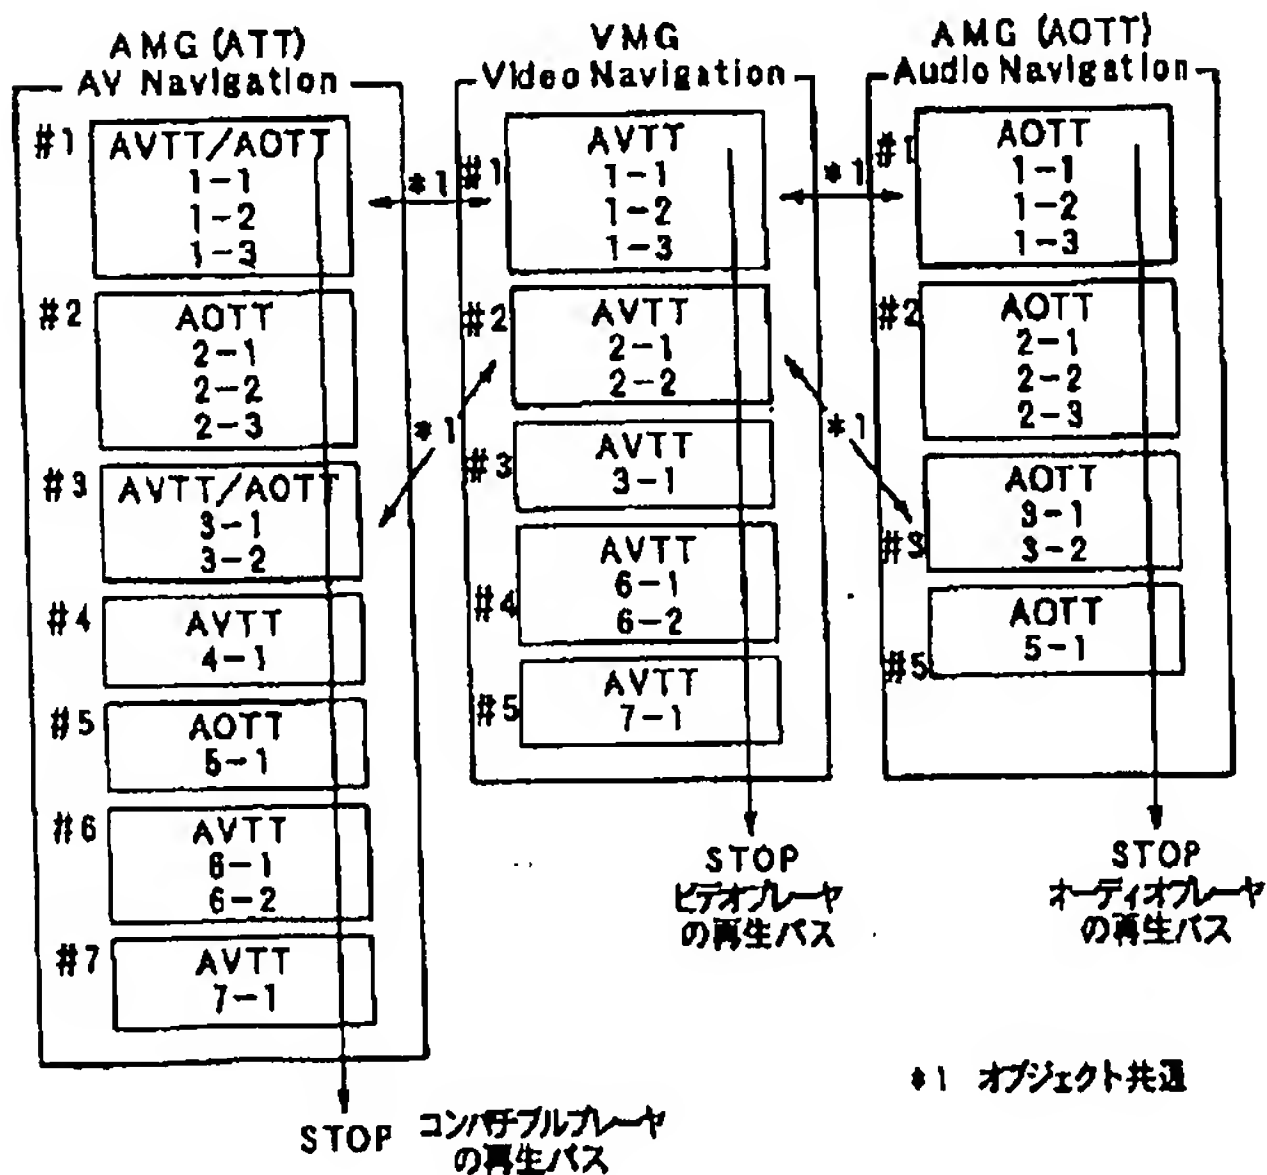 AMG (ATT)
AV Navigation
#1
AVTT/AOTT
1-1
1-2
1-3
#2
AOTT
2-1
2-2
2-3
#3
AVTT/AOTT
3-1
3-2
#4
AVTT
4-1
#5
AOTT
5-1
#6
AVTT
6-1
6-2
#7
AVTT
7-1
STOP
コンパチブルプレーヤ
の再生パス
*1
*1
VMG
Video Navigation
#1
AVTT
1-1
1-2
1-3
#2
AVTT
2-1
2-2
#3
AVTT
3-1
#4
AVTT
6-1
6-2
#5
AVTT
7-1
STOP
ビデオプレーヤ
の再生パス
*1
*1
AMG (AOTT)
Audio Navigation
#1
AOTT
1-1
1-2
1-3
#2
AOTT
2-1
2-2
2-3
#3
AOTT
3-1
3-2
#5
AOTT
5-1
STOP
オーディオプレーヤ
の再生パス
*1 オブジェクト共通